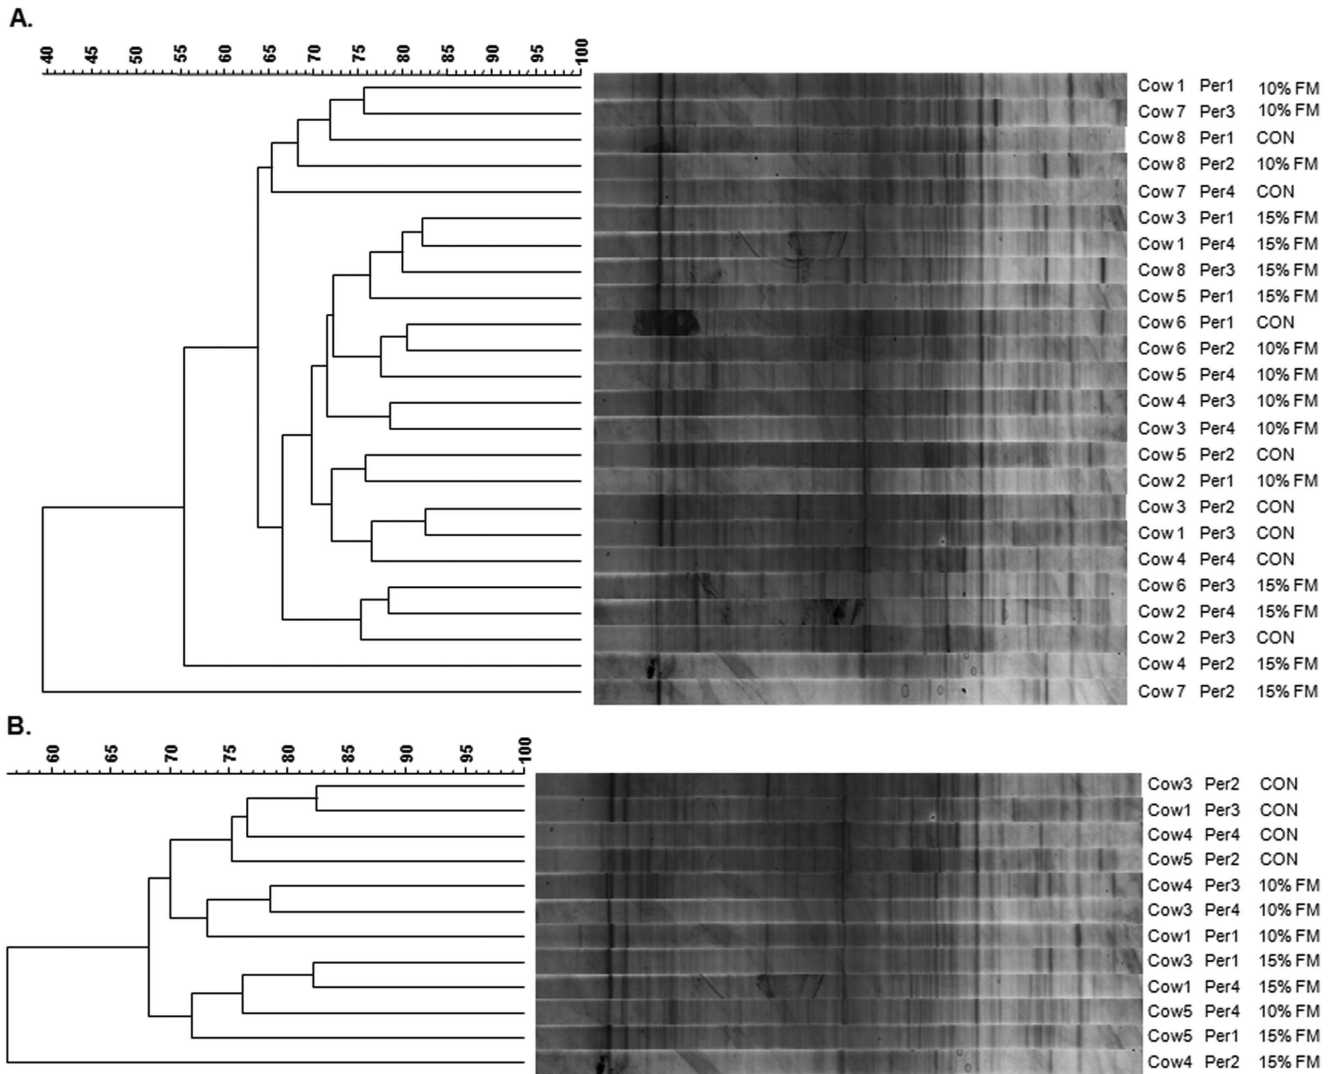 A.
40 45 50 55 60 65 70 75 80 85 90 95 100
Cow 1 Per1 10% FM
Cow 7 Per3 10% FM
Cow 8 Per1 CON
Cow 8 Per2 10% FM
Cow 7 Per4 CON
Cow 3 Per1 15% FM
Cow 1 Per4 15% FM
Cow 8 Per3 15% FM
Cow 5 Per1 15% FM
Cow 6 Per1 CON
Cow 6 Per2 10% FM
Cow 5 Per4 10% FM
Cow 4 Per3 10% FM
Cow 3 Per4 10% FM
Cow 5 Per2 CON
Cow 2 Per1 10% FM
Cow 3 Per2 CON
Cow 1 Per3 CON
Cow 4 Per4 CON
Cow 6 Per3 15% FM
Cow 2 Per4 15% FM
Cow 2 Per3 CON
Cow 4 Per2 15% FM
Cow 7 Per2 15% FM
B.
60 65 70 75 80 85 90 95 100
Cow3 Per2 CON
Cow1 Per3 CON
Cow4 Per4 CON
Cow5 Per2 CON
Cow4 Per3 10% FM
Cow3 Per4 10% FM
Cow1 Per1 10% FM
Cow3 Per1 15% FM
Cow1 Per4 15% FM
Cow5 Per4 10% FM
Cow5 Per1 15% FM
Cow4 Per2 15% FM